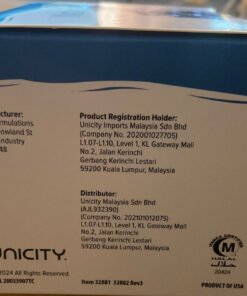 urer:
rmulations
owland St
ndustry
48
Product Registration Holder:
Unicity Imports Malaysia Sdn Bhd
(Company No. 202001027705)
L1.07-L1.10, Level 1, KL Gateway Mall
No.2, Jalan Kerinchi
Gerbang Kerinchi Lestari
59200 Kuala Lumpur, Malaysia
Distributor:
Unicity Malaysia Sdn Bhd
(AJL932390)
(Company No. 202101012075)
L1.07-L1.10, Level 1, KL Gateway Mall
No.2, Jalan Kerinchi
Gerbang Kerinchi Lestari
59200 Kuala Lumpur, Malaysia
UNICITY.
2024 All Rights Reserved.
Item 32881 32882 Rev3
M
HALAL
20424
PRODUCT OF USA